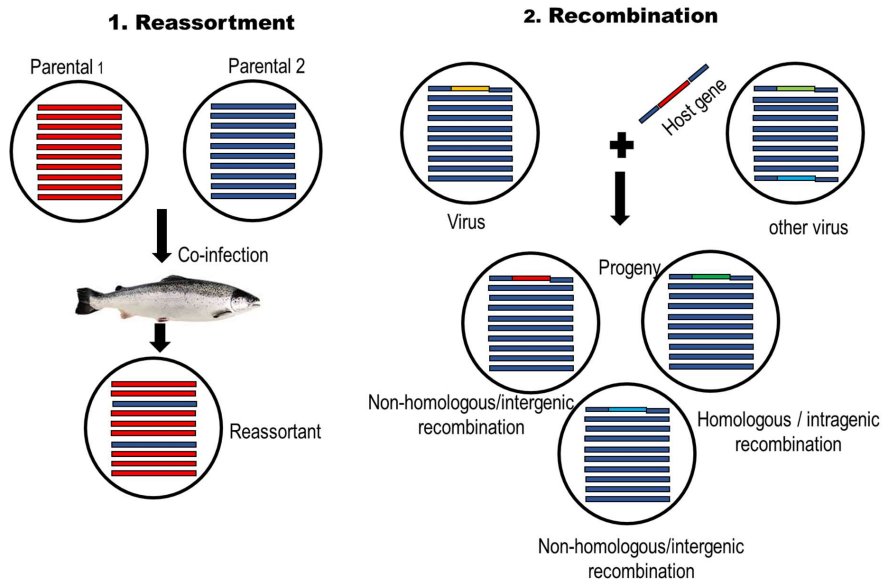 1. Reassortment
Parental 1
Parental 2
Co-infection
Reassortant
2. Recombination
Host gene
Virus
other virus
Progeny
Non-homologous/intergenic
recombination
Homologous / intragenic
recombination
Non-homologous/intergenic
recombination